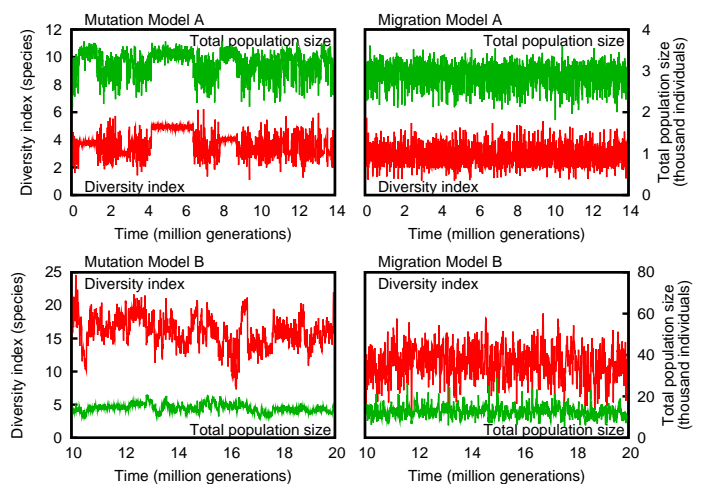 Mutation Model A
Migration Model A
12
10
8
6
4
2
0
Diversity index (species)
Total population size
Diversity index
0 2 4 6 8 10 12 14
Time (million generations)
Total population size
Diversity index
4
3
2
1
0
Total population size
(thousand individuals)
0 2 4 6 8 10 12 14
Time (million generations)
Mutation Model B
Migration Model B
25
20
15
10
5
0
Diversity index (species)
Diversity index
Total population size
10 12 14 16 18 20
Time (million generations)
Diversity index
Total population size
80
60
40
20
0
Total population size
(thousand individuals)
10 12 14 16 18 20
Time (million generations)